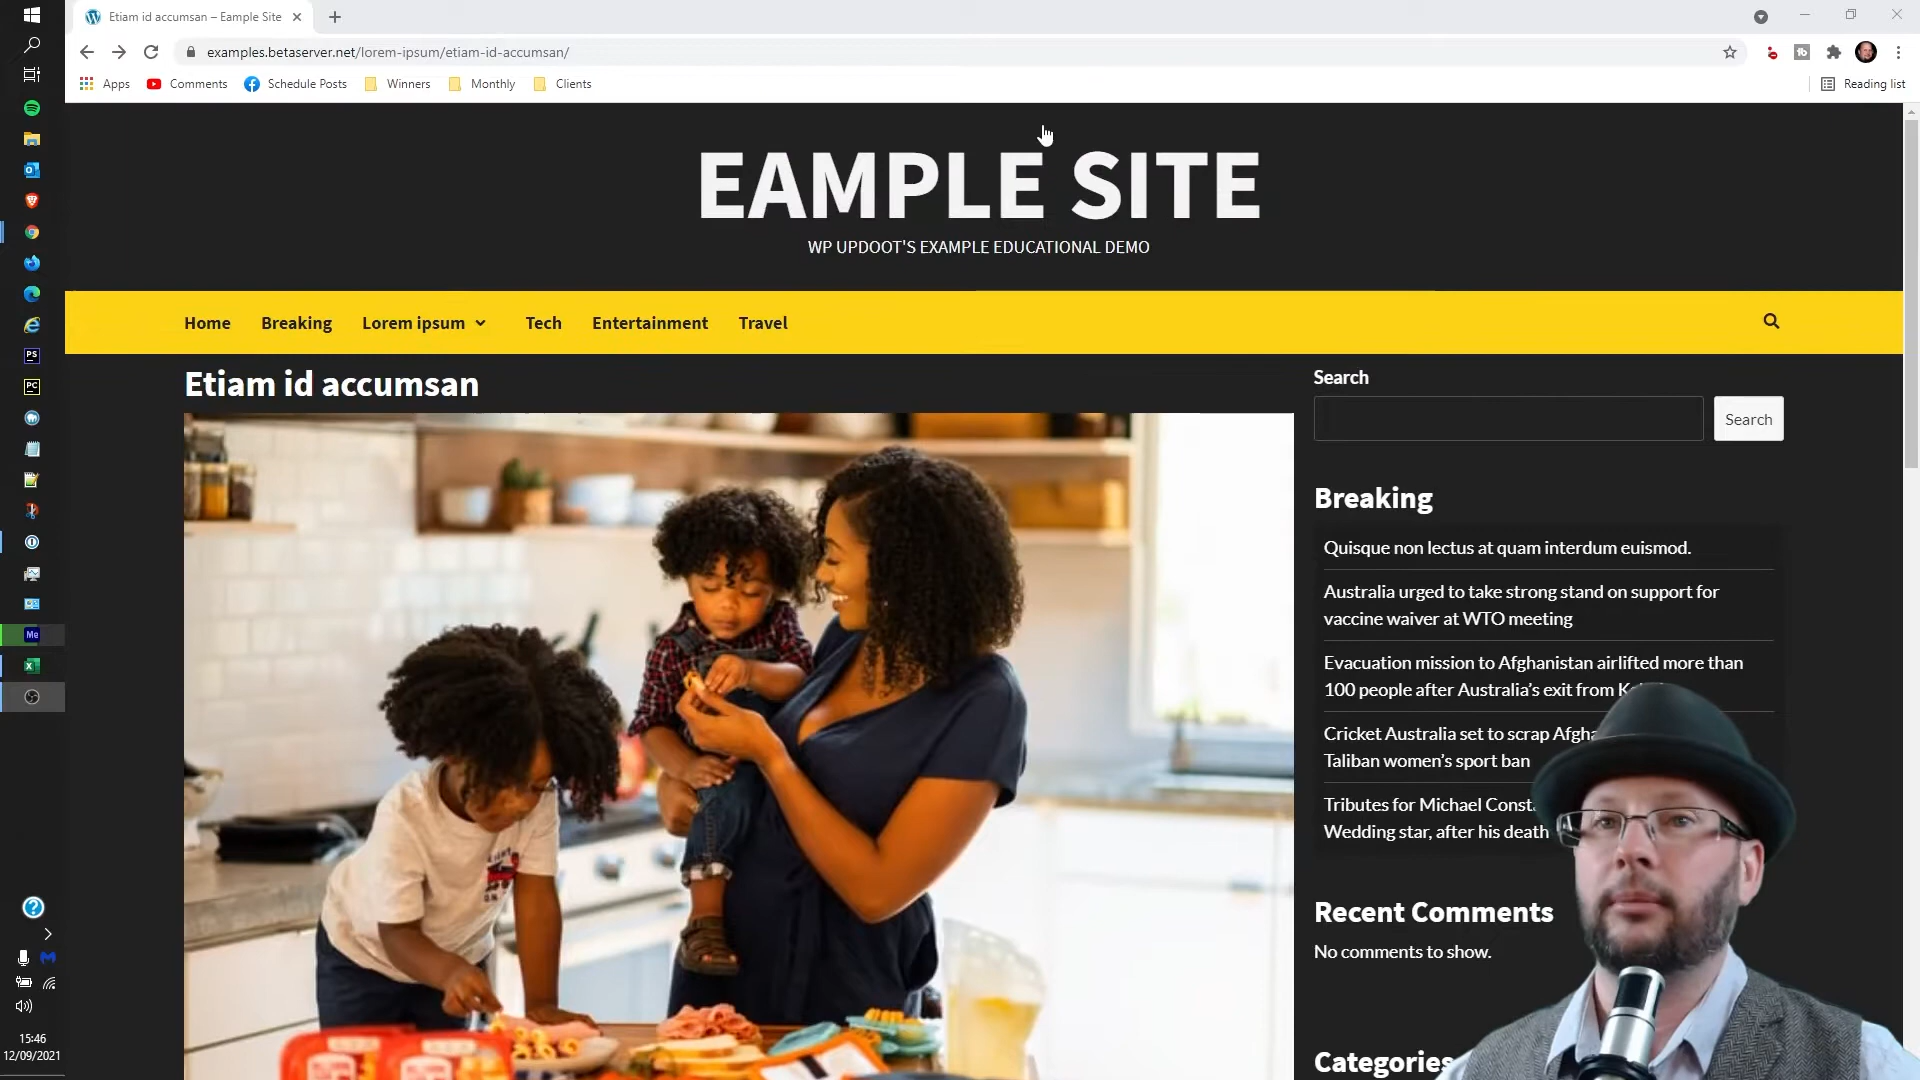 Etiam id accumsan – Eample Site
examples.betaserver.net/lorem-ipsum/etiam-id-accumsan/
Apps
Comments
Schedule Posts
Winners
Monthly
Clients
Reading list
EAMPLE SITE
WP UPDOOT'S EXAMPLE EDUCATIONAL DEMO
Home
Breaking
Lorem ipsum
Tech
Entertainment
Travel
Etiam id accumsan
Search
Search
Breaking
Quisque non lectus at quam interdum euismod.
Australia urged to take strong stand on support for
vaccine waiver at WTO meeting
Evacuation mission to Afghanistan airlifted more than
100 people after Australia's exit from
Cricket Australia set to scrap
Taliban women's sport ban
Tributes for Michael
Wedding star, after his death
Recent Comments
No comments to show.
Categories
PS
PC
Me
15:46
12/09/2021